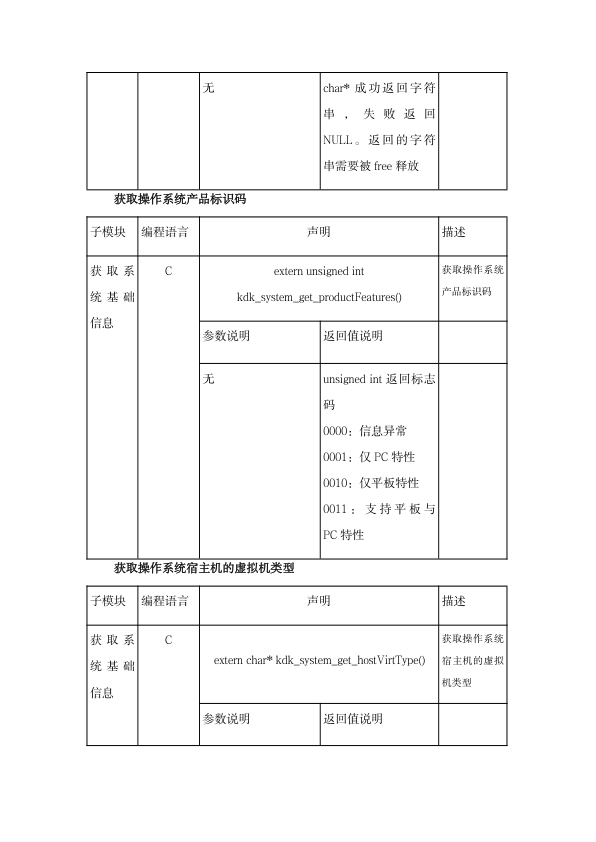 无
char* 成功返回字符
串，失败返回
NULL。返回的字符
串需要被 free 释放
获取操作系统产品标识码
子模块 编程语言 声明 描述
获取系
统基础
信息
C
extern unsigned int
kdk_system_get_productFeatures()
获取操作系统
产品标识码
参数说明 返回值说明
无
unsigned int 返回标志
码
0000；信息异常
0001；仅 PC 特性
0010；仅平板特性
0011；支持平板与
PC 特性
获取操作系统宿主机的虚拟机类型
子模块 编程语言 声明 描述
获取系
统基础
信息
C
extern char* kdk_system_get_hostVirtType()
获取操作系统
宿主机的虚拟
机类型
参数说明 返回值说明